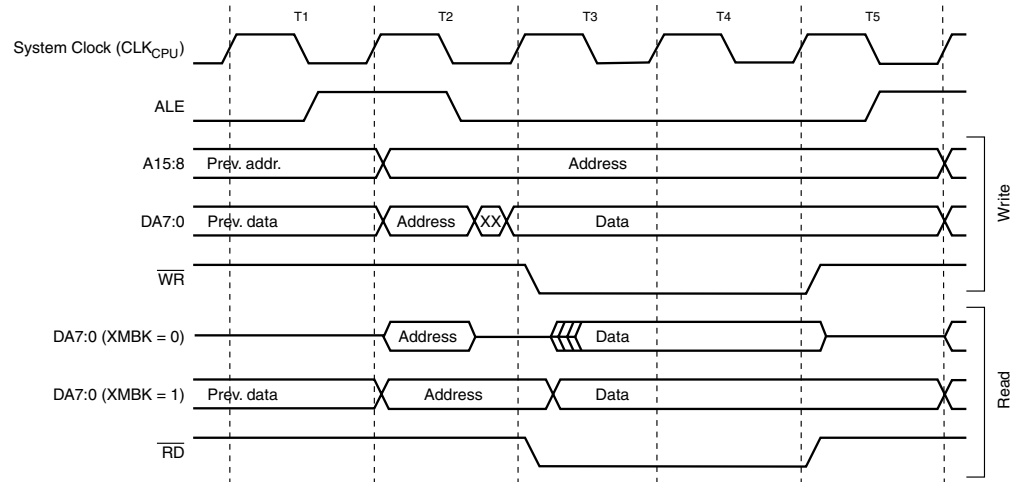 T1 T2 T3 T4 T5
System Clock (CLKCPU)
ALE
A15:8 Prev. addr. Address
DA7:0 Prev. data Address XX Data
WR
Write
DA7:0 (XMBK = 0) Address Data
DA7:0 (XMBK = 1) Prev. data Address Data
RD
Read